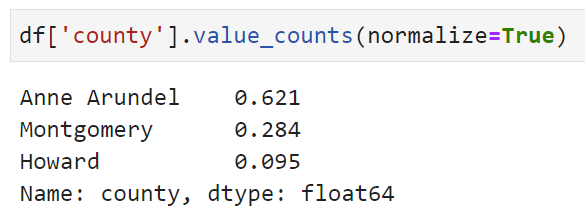 df['county'].value_counts(normalize=True)
Anne Arundel    0.621
Montgomery      0.284
Howard          0.095
Name: county, dtype: float64